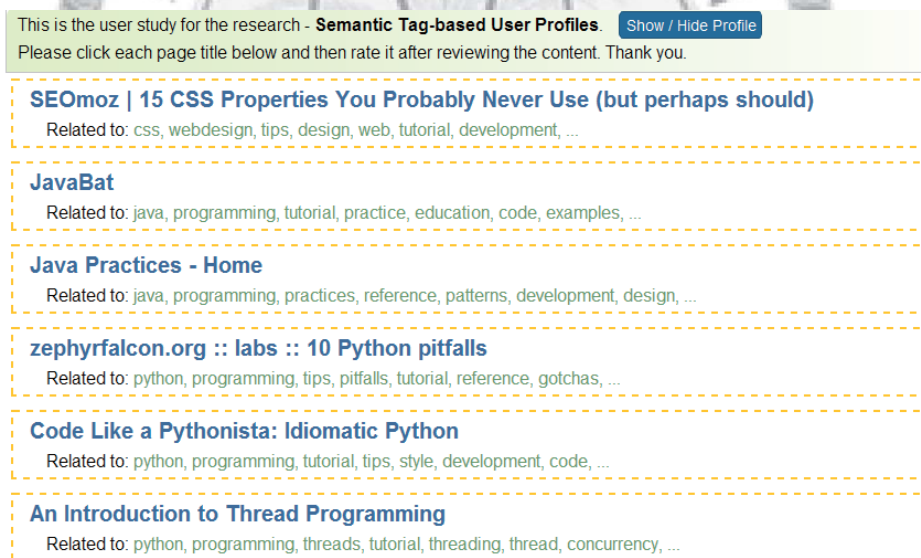 This is the user study for the research - Semantic Tag-based User Profiles. Show / Hide Profile
Please click each page title below and then rate it after reviewing the content. Thank you.
SEOmoz | 15 CSS Properties You Probably Never Use (but perhaps should)
Related to: css, webdesign, tips, design, web, tutorial, development, ...
JavaBat
Related to: java, programming, tutorial, practice, education, code, examples, ...
Java Practices - Home
Related to: java, programming, practices, reference, patterns, development, design, ...
zephyrfalcon.org :: labs :: 10 Python pitfalls
Related to: python, programming, tips, pitfalls, tutorial, reference, gotchas, ...
Code Like a Pythonista: Idiomatic Python
Related to: python, programming, tutorial, tips, style, development, code, ...
An Introduction to Thread Programming
Related to: python, programming, threads, tutorial, threading, thread, concurrency, ...